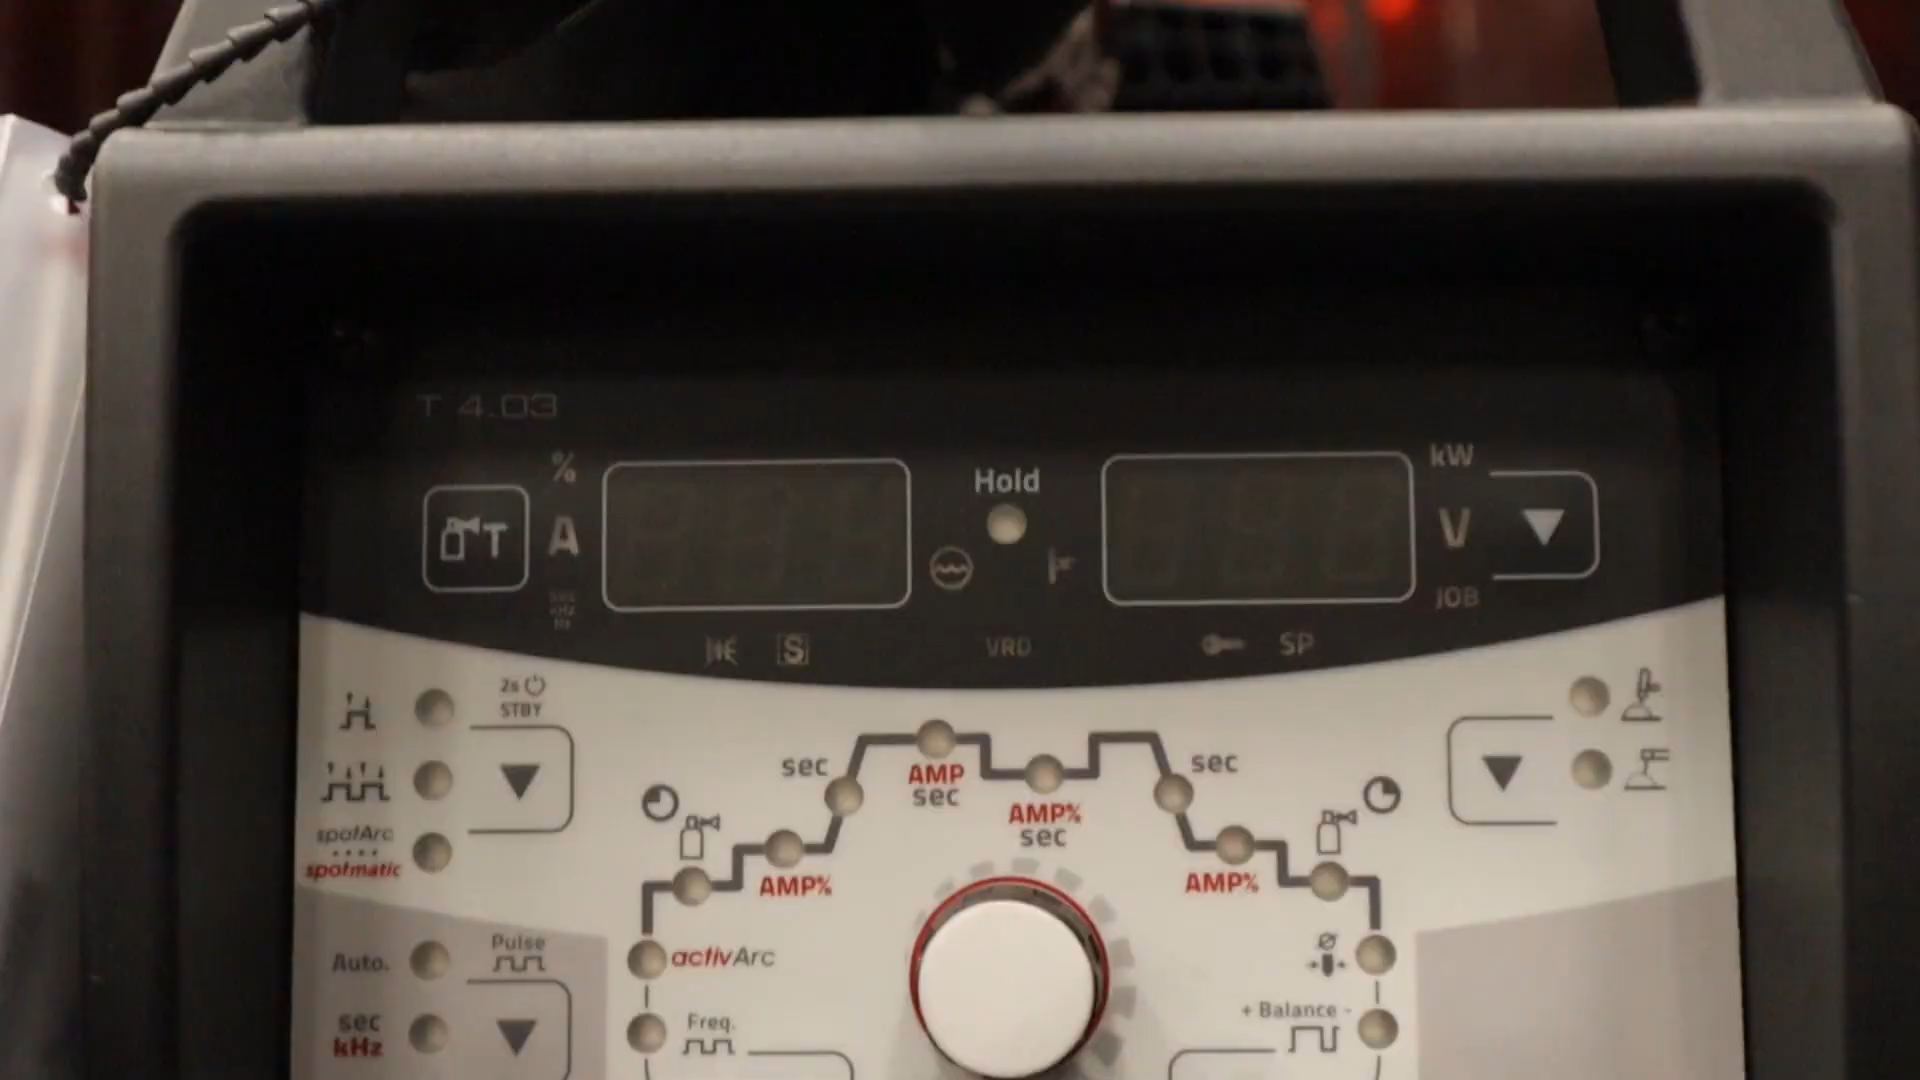 T 4.03
%
kW
Hold
T
A
V
JOB
S
VRD
SP
2s
STBY
sec
AMP
sec
AMP%
sec
sec
spotArc
spotmatic
AMP%
AMP%
Auto.
Pulse
activArc
sec
kHz
Freq.
+ Balance -